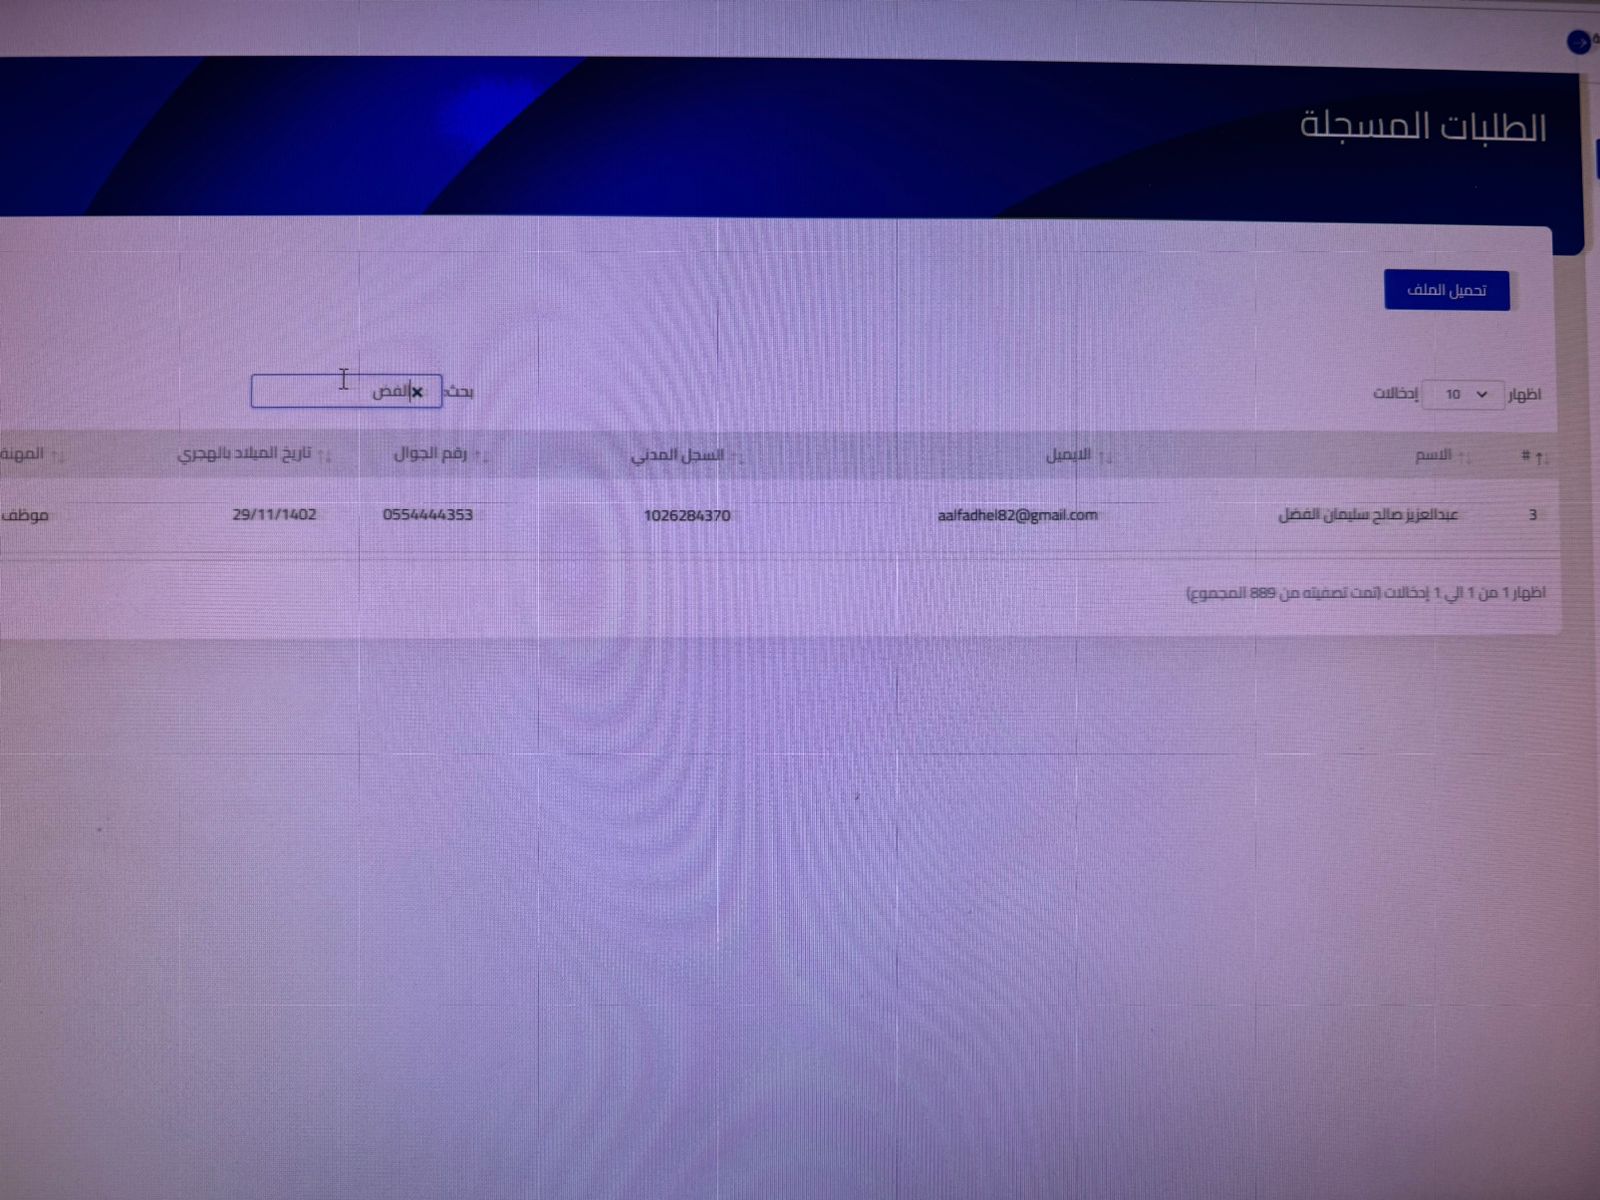 الطلبات المسجلة
تحميل الملف
اظهار 10 إدخالات
بحث: الفض
# الاسم الايميل السجل المدني رقم الجوال تاريخ الميلاد بالهجري المهنة
3 عبدالعزيز صالح سليمان الفضل aalfadhel82@gmail.com 1026284370 0554444353 29/11/1402 موظف
اظهار 1 من 1 الي 1 إدخالات (تمت تصفيته من 889 المجموع)